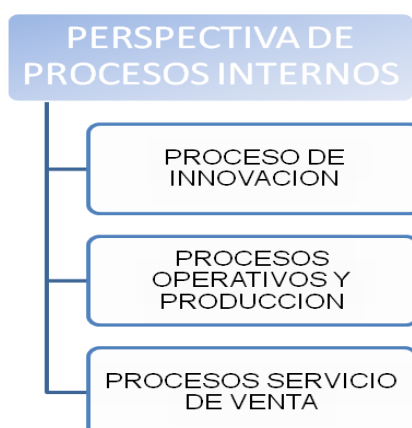 PERSPECTIVA DE
PROCESOS INTERNOS
PROCESO DE
INNOVACION
PROCESOS
OPERATIVOS Y
PRODUCCION
PROCESOS SERVICIO
DE VENTA